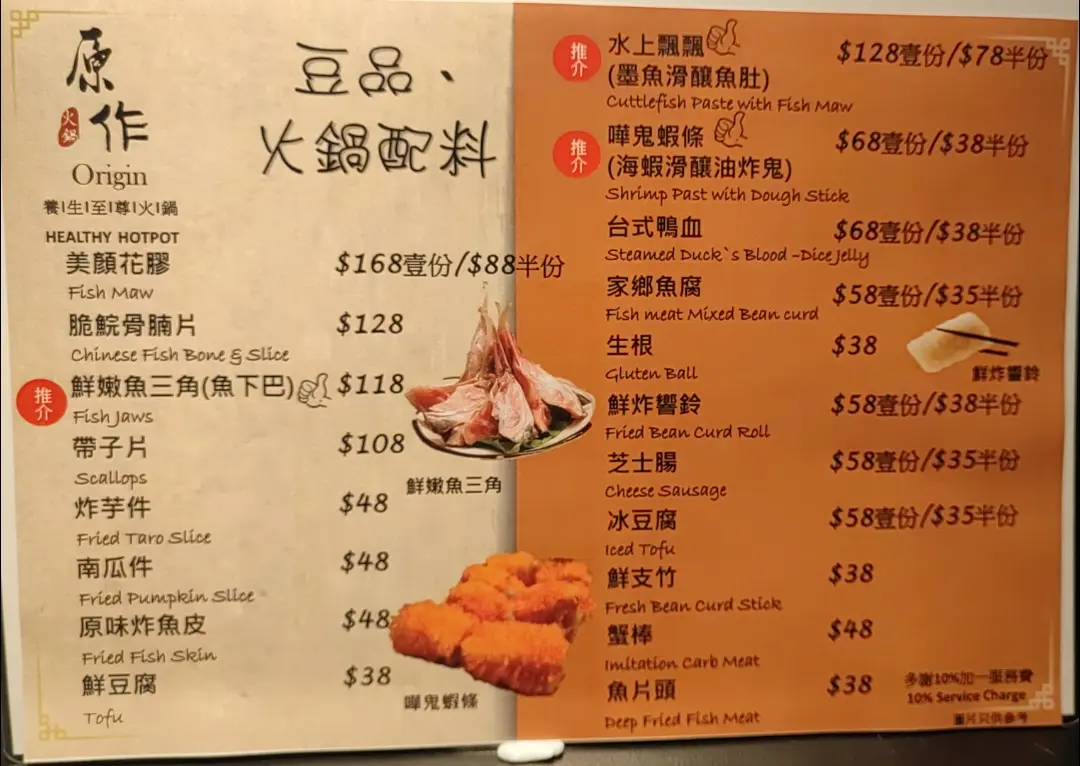 原
作
火鍋
Origin
養|生|至|尊|火|鍋
HEALTHY HOTPOT
豆品、
火鍋配料
美顏花膠 $168壹份/$88半份
Fish Maw
脆鯇骨腩片 $128
Chinese Fish Bone & Slice
推介 鮮嫩魚三角(魚下巴) $118
Fish Jaws
帶子片 $108
Scallops
炸芋件 $48
Fried Taro Slice
南瓜件 $48
Fried Pumpkin Slice
原味炸魚皮 $48
Fried Fish Skin
鮮豆腐 $38
Tofu
鮮嫩魚三角
嘩鬼蝦條
推介 水上飄飄 $128壹份/$78半份
(墨魚滑釀魚肚)
Cuttlefish Paste with Fish Maw
推介 嘩鬼蝦條 $68壹份/$38半份
(海蝦滑釀油炸鬼)
Shrimp Past with Dough Stick
台式鴨血 $68壹份/$38半份
Steamed Duck`s Blood -Dice Jelly
家鄉魚腐 $58壹份/$35半份
Fish meat Mixed Bean curd
生根 $38
Gluten Ball
鮮炸響鈴
鮮炸響鈴 $58壹份/$38半份
Fried Bean Curd Roll
芝士腸 $58壹份/$35半份
Cheese Sausage
冰豆腐 $58壹份/$35半份
Iced Tofu
鮮支竹 $38
Fresh Bean Curd Stick
蟹棒 $48
Imitation Carb Meat
魚片頭 $38
Deep Fried Fish Meat
多謝10%加一服務費
10% Service Charge
圖片只供參考